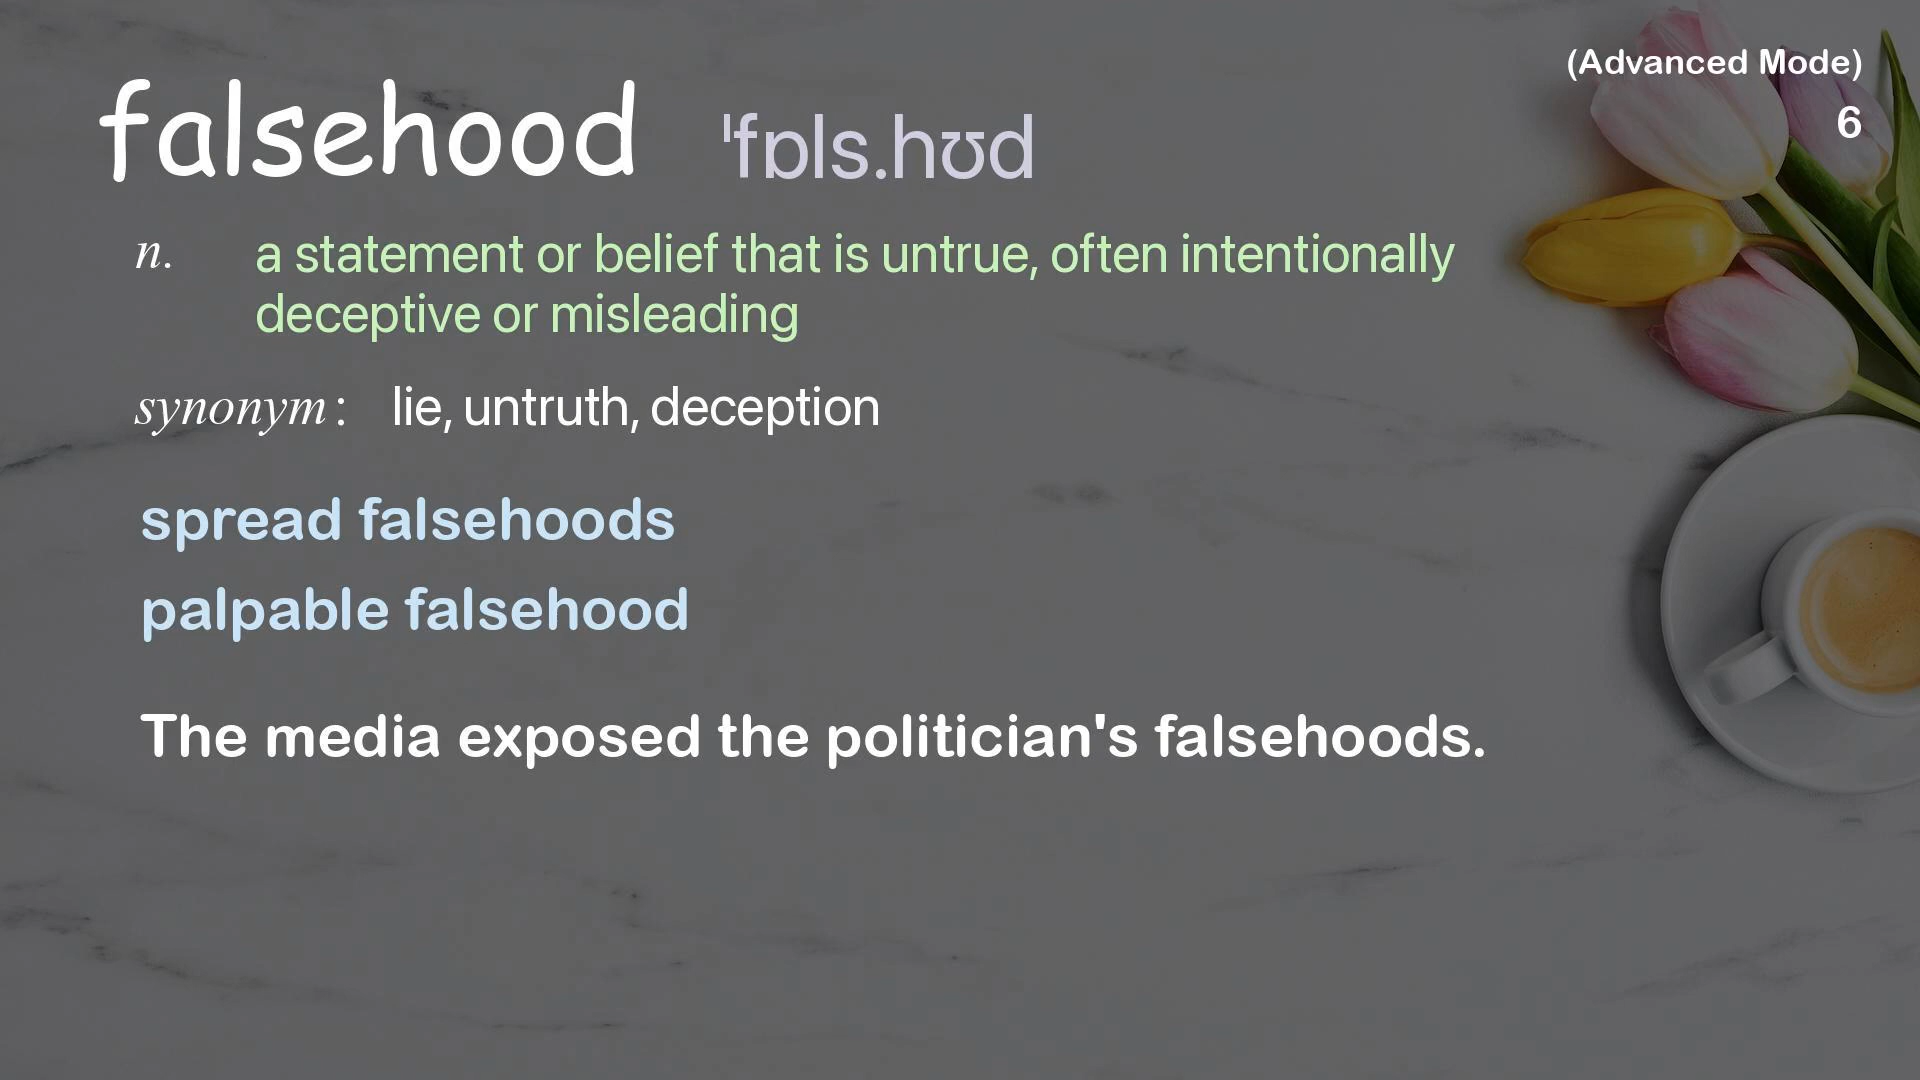 (Advanced Mode)
6
falsehood ˈfɒls.hʊd
n. a statement or belief that is untrue, often intentionally
deceptive or misleading
synonym: lie, untruth, deception
spread falsehoods
palpable falsehood
The media exposed the politician's falsehoods.